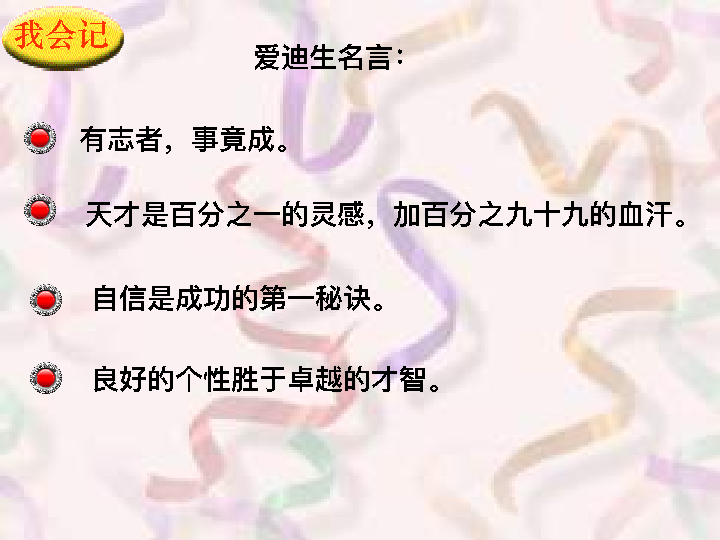 我会记
爱迪生名言：
有志者，事竟成。
天才是百分之一的灵感，加百分之九十九的血汗。
自信是成功的第一秘诀。
良好的个性胜于卓越的才智。